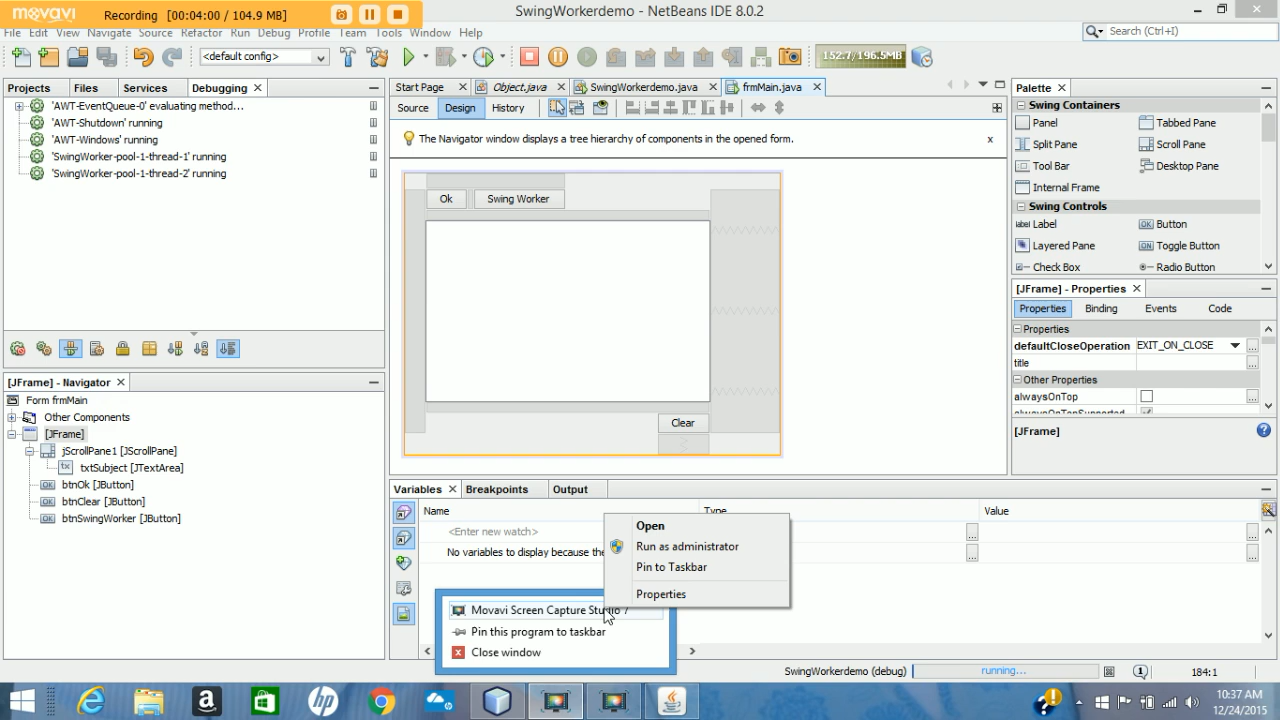 movavi Recording [00:04:00 / 104.9 MB] SwingWorkerdemo - NetBeans IDE 8.0.2
File Edit View Navigate Source Refactor Run Debug Profile Team Tools Window Help Search (Ctrl+I)
<default config> 152.7/196.5MB
Projects Files Services Debugging
'AWT-EventQueue-0' evaluating method...
'AWT-Shutdown' running
'AWT-Windows' running
'SwingWorker-pool-1-thread-1' running
'SwingWorker-pool-1-thread-2' running
[JFrame] - Navigator
Form frmMain
Other Components
[JFrame]
jScrollPane1 [JScrollPane]
txtSubject [JTextArea]
btnOk [JButton]
btnClear [JButton]
btnSwingWorker [JButton]
Start Page Object.java SwingWorkerdemo.java frmMain.java
Source Design History
The Navigator window displays a tree hierarchy of components in the opened form. x
Ok Swing Worker
Clear
Palette
Swing Containers
Panel Tabbed Pane
Split Pane Scroll Pane
Tool Bar Desktop Pane
Internal Frame
Swing Controls
label Label OK Button
Layered Pane ON Toggle Button
Check Box Radio Button
[JFrame] - Properties
Properties Binding Events Code
Properties
defaultCloseOperation EXIT_ON_CLOSE ...
title ...
Other Properties
alwaysOnTop ...
alwaysOnTopSupported
[JFrame]
Variables Breakpoints Output
Name Type Value
<Enter new watch>
No variables to display because the
Open
Run as administrator
Pin to Taskbar
Properties
Movavi Screen Capture Studio 7
Pin this program to taskbar
Close window
SwingWorkerdemo (debug) running... 184:1
10:37 AM
12/24/2015